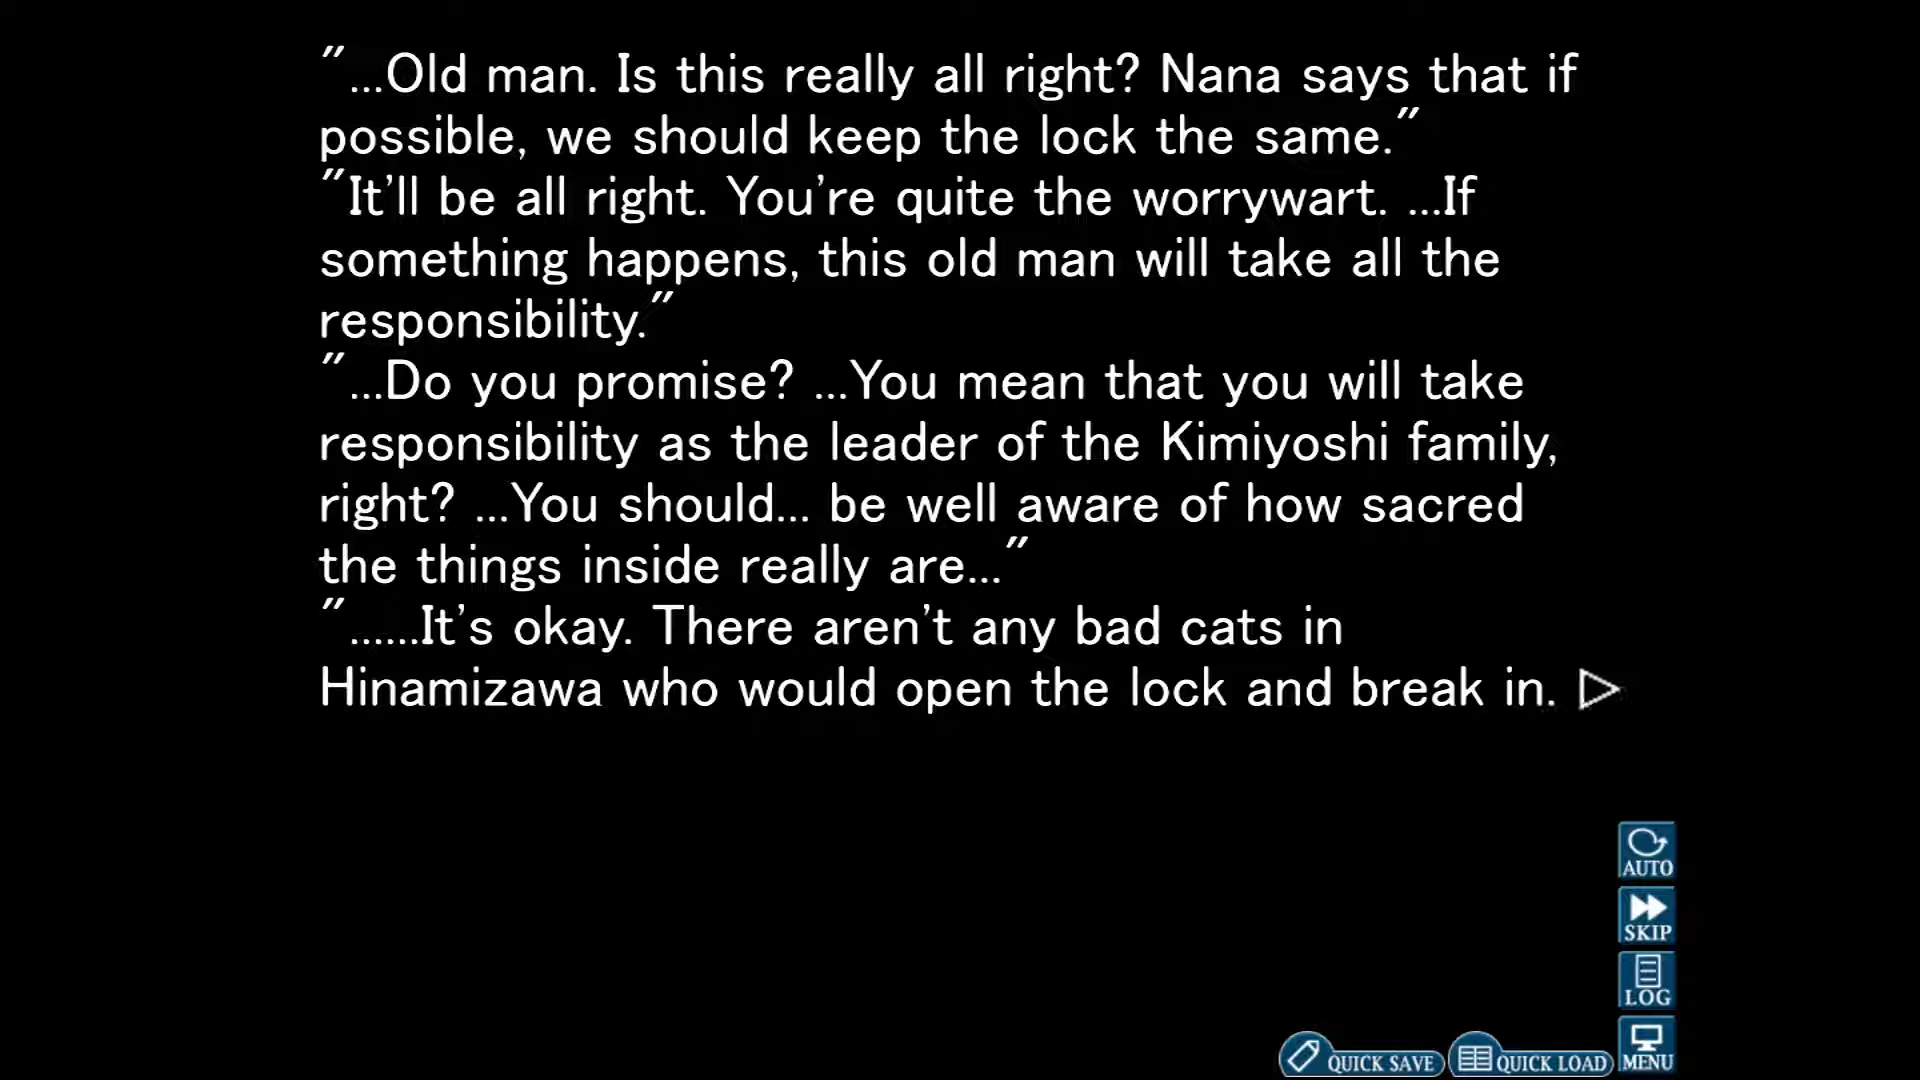 "...Old man. Is this really all right? Nana says that if
possible, we should keep the lock the same."
"It'll be all right. You're quite the worrywart. ...If
something happens, this old man will take all the
responsibility."
"...Do you promise? ...You mean that you will take
responsibility as the leader of the Kimiyoshi family,
right? ...You should... be well aware of how sacred
the things inside really are..."
"......It's okay. There aren't any bad cats in
Hinamizawa who would open the lock and break in.
AUTO
SKIP
LOG
MENU
QUICK SAVE
QUICK LOAD